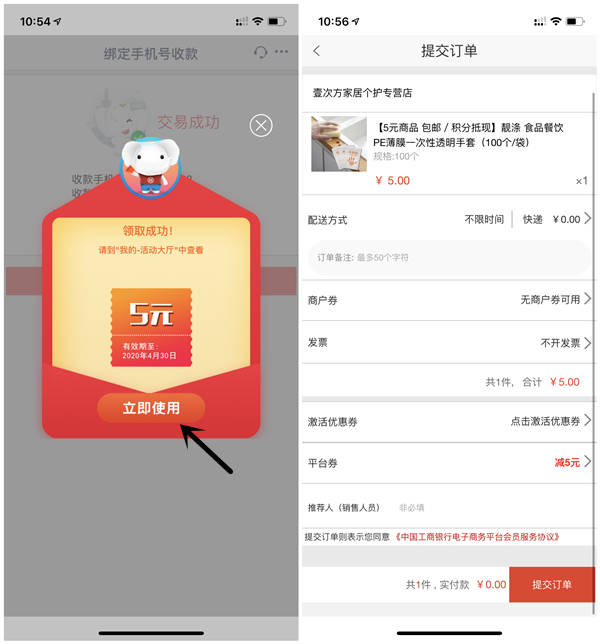 10:54
绑定手机号收款
交易成功
收款手机
收款
领取成功！
请到"我的-活动大厅"中查看
5元
有效期至：
2020年4月30日
立即使用
10:56
提交订单
壹次方家居个护专营店
【5元商品 包邮 / 积分抵现】靓涤 食品餐饮
PE薄膜一次性透明手套（100个/袋）
规格:100个
¥ 5.00
×1
配送方式 不限时间 快递 ¥0.00
订单备注: 最多50个字符
商户券 无商户券可用
发票 不开发票
共1件, 合计 ¥5.00
激活优惠券 点击激活优惠券
平台券 减5元
推荐人（销售人员） 非必填
提交订单则表示您同意《中国工商银行电子商务平台会员服务协议》
共1件 , 实付款 ¥0.00 提交订单